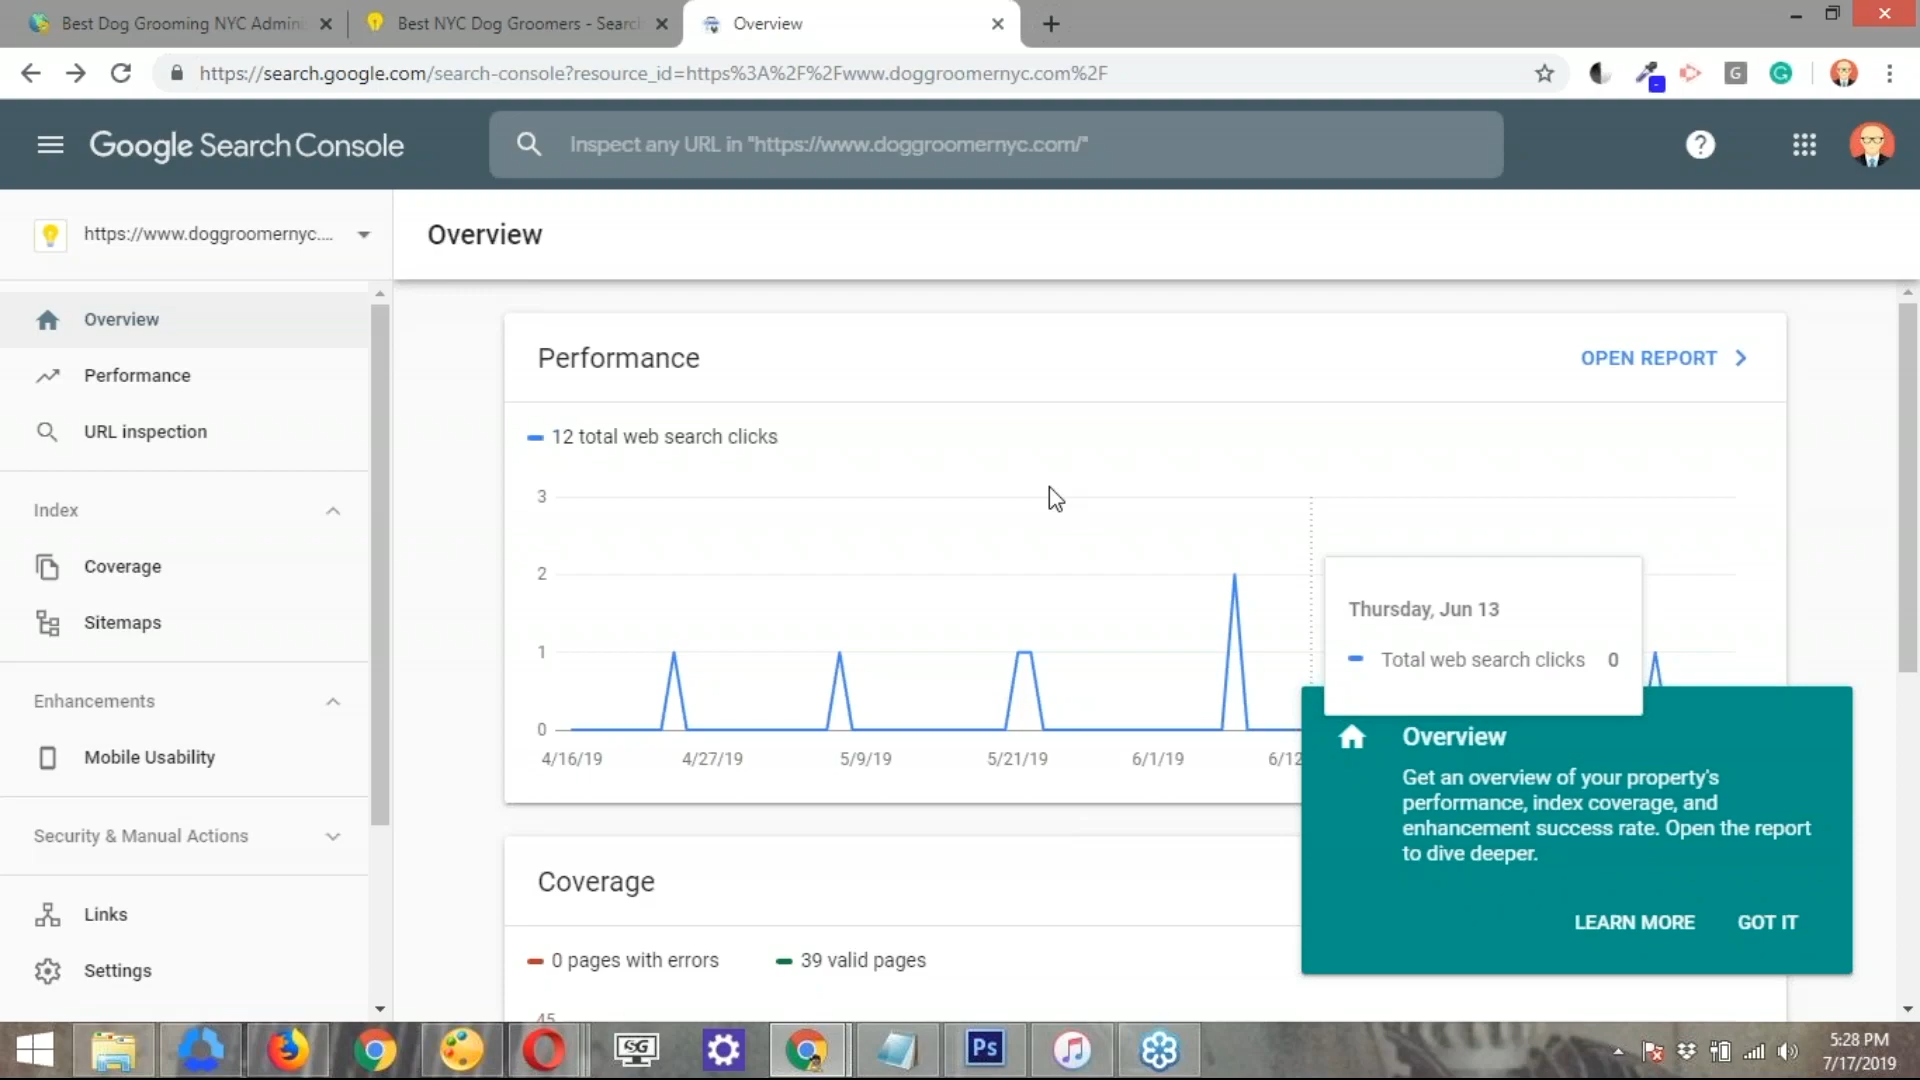 Best Dog Grooming NYC Admin
Best NYC Dog Groomers - Searc
Overview
https://search.google.com/search-console?resource_id=https%3A%2F%2Fwww.doggroomernyc.com%2F
G
Google Search Console
Inspect any URL in "https://www.doggroomernyc.com/"
?
https://www.doggroomernyc....
Overview
Overview
Performance
URL inspection
Index
Coverage
Sitemaps
Enhancements
Mobile Usability
Security & Manual Actions
Links
Settings
Performance
OPEN REPORT
12 total web search clicks
3
2
1
0
4/16/19
4/27/19
5/9/19
5/21/19
6/1/19
6/12
Thursday, Jun 13
Total web search clicks 0
Overview
Get an overview of your property's
performance, index coverage, and
enhancement success rate. Open the report
to dive deeper.
LEARN MORE
GOT IT
Coverage
0 pages with errors
39 valid pages
45
SG
Ps
5:28 PM
7/17/2019